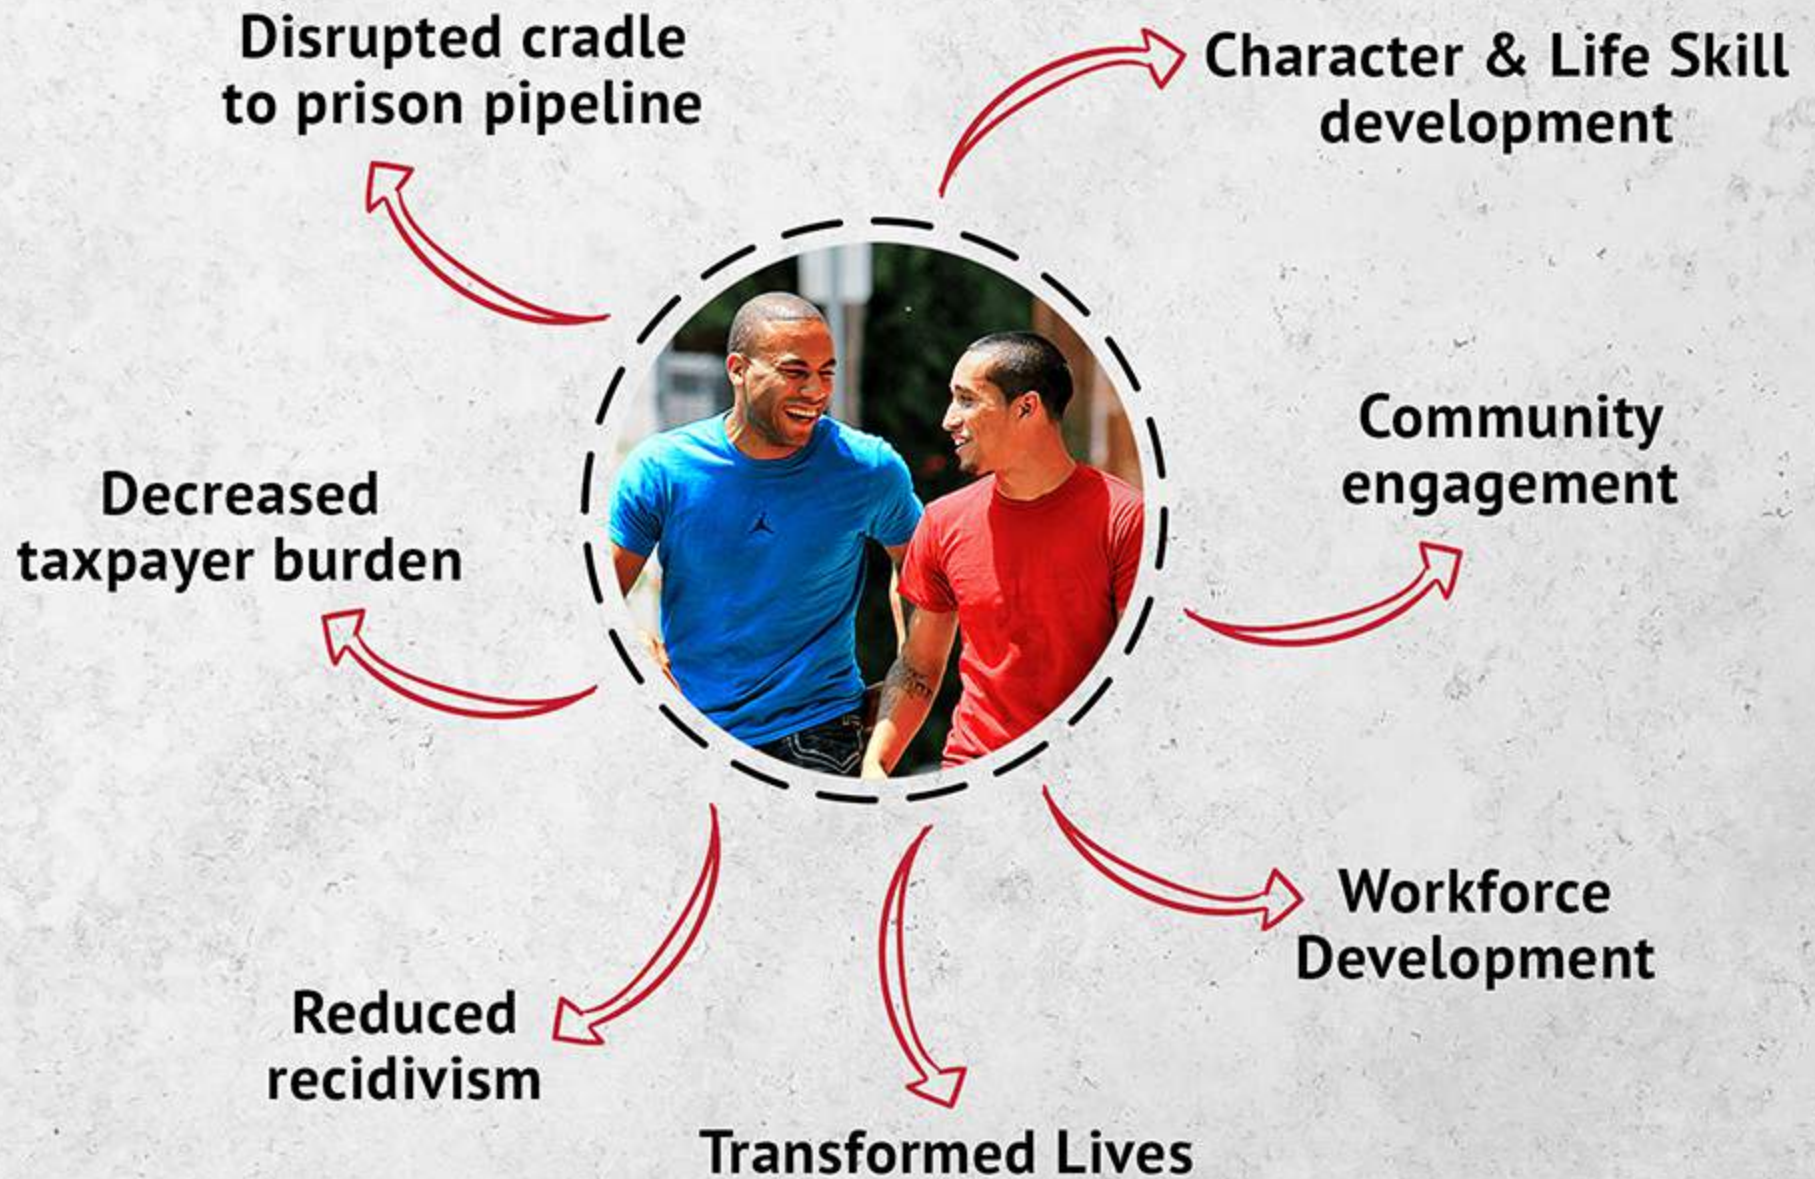 Disrupted cradle
to prison pipeline
Character & Life Skill
development
Community
engagement
Decreased
taxpayer burden
Workforce
Development
Reduced
recidivism
Transformed Lives